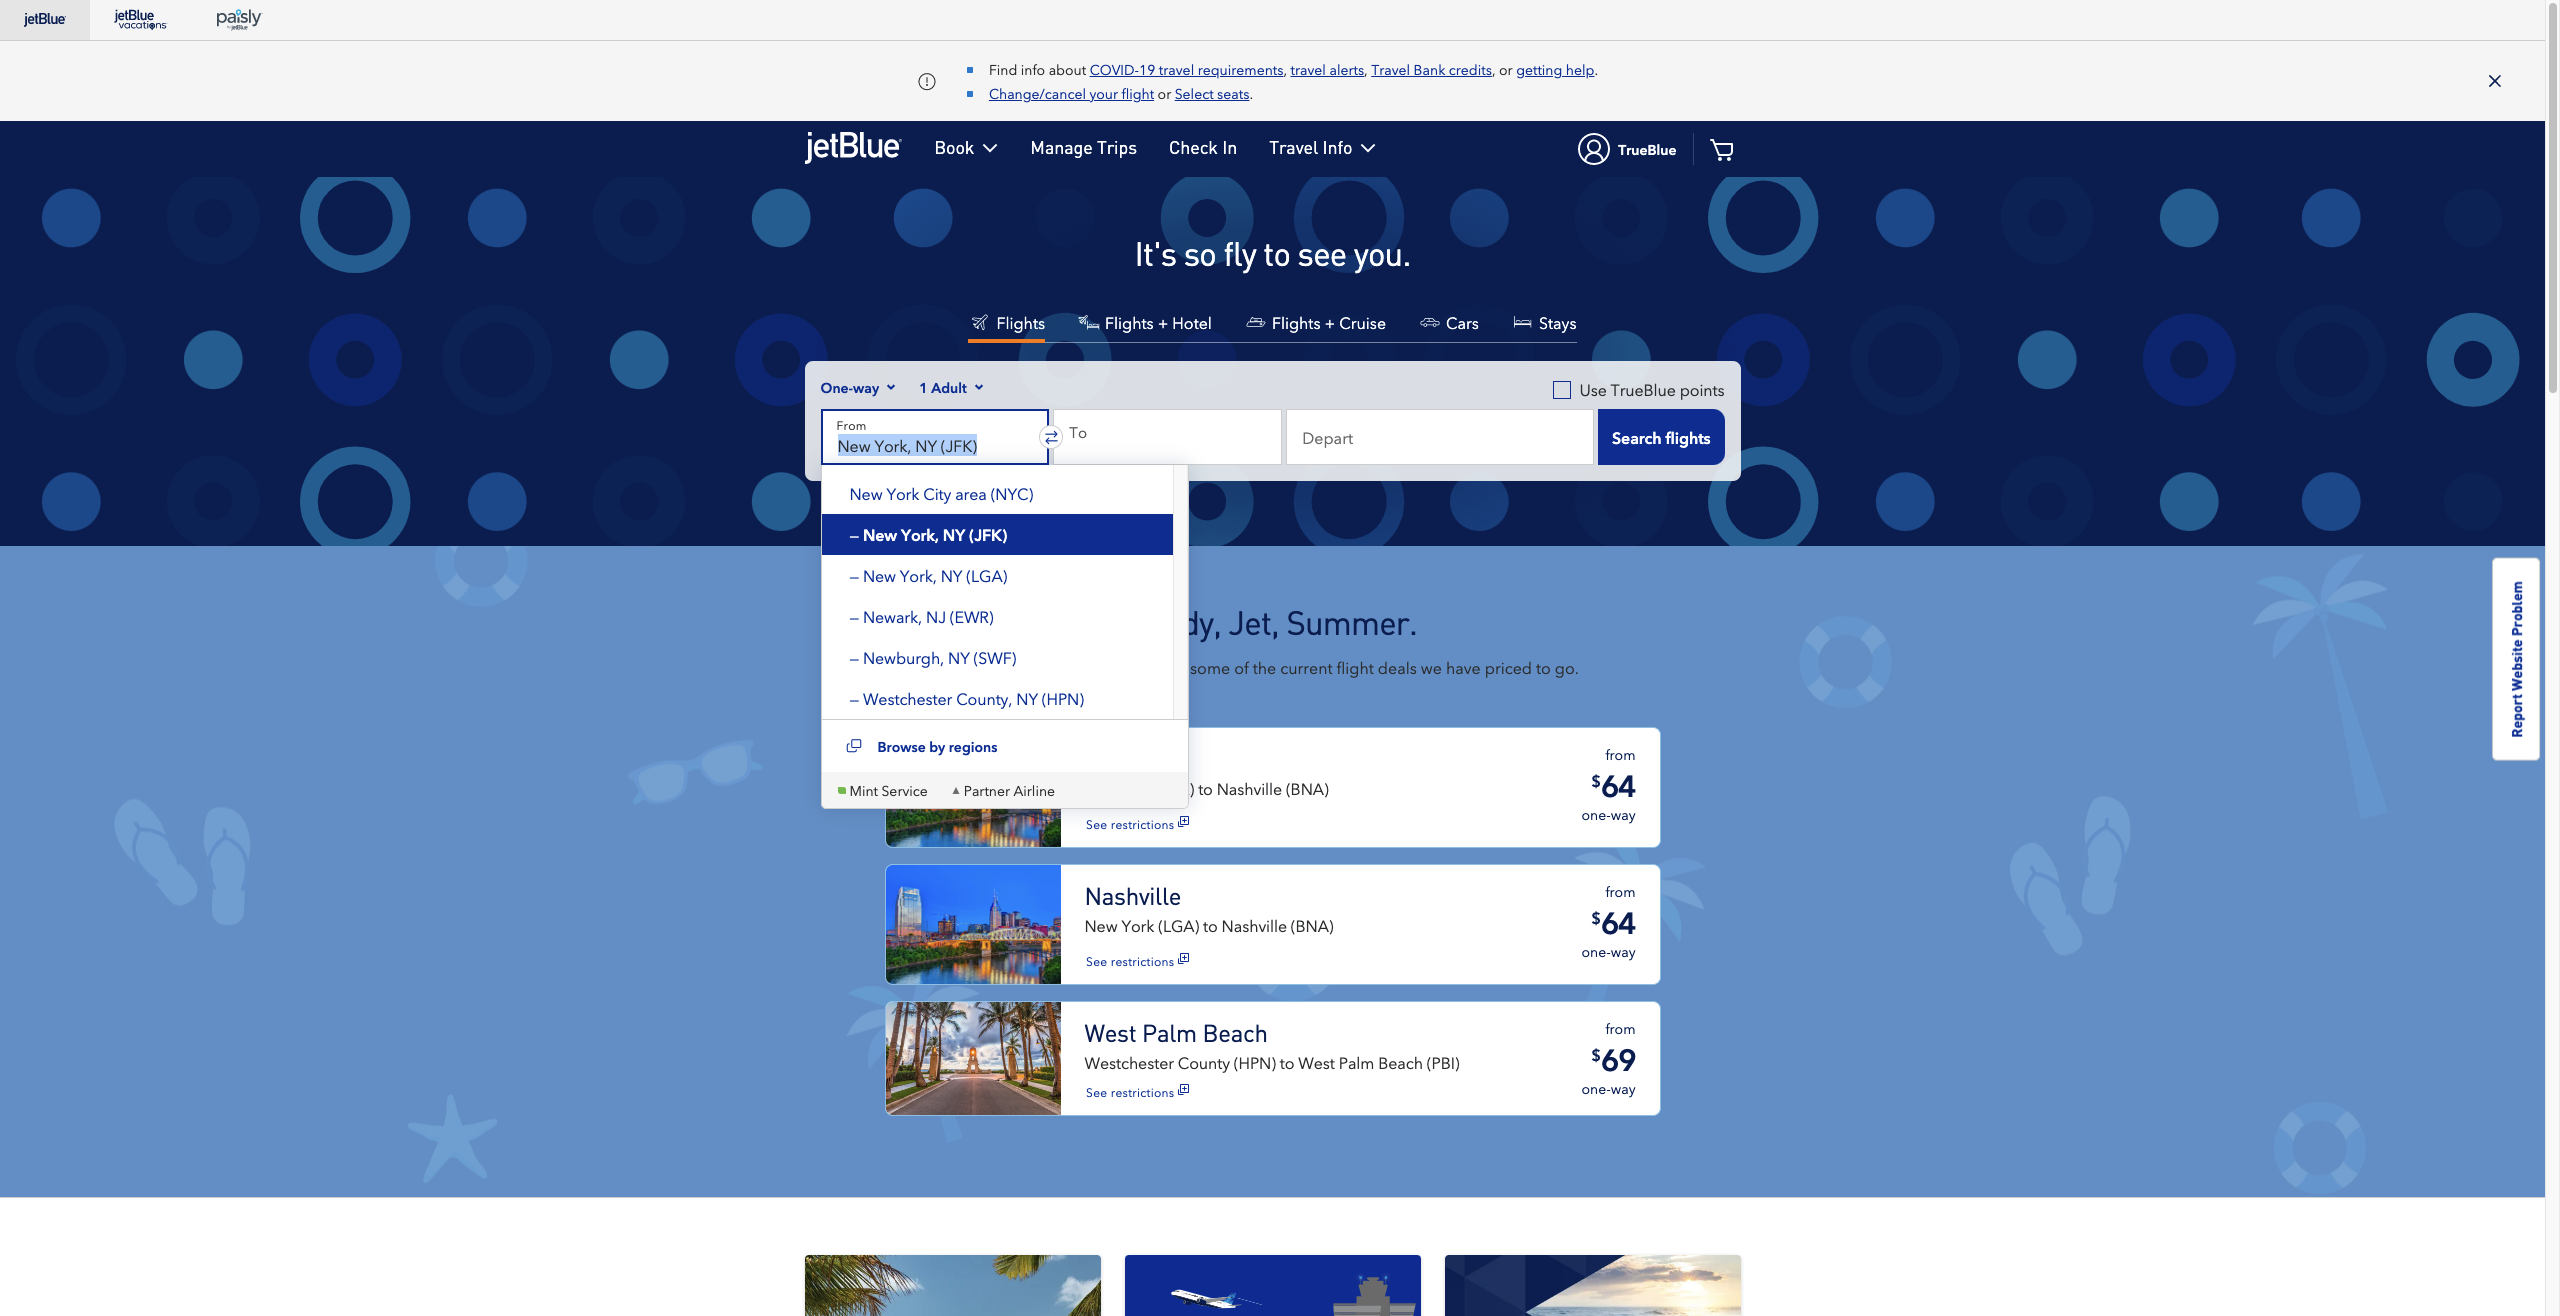 jetBlue
jetBlue vacations
paisly by jetBlue
Find info about COVID-19 travel requirements, travel alerts, Travel Bank credits, or getting help.
Change/cancel your flight or Select seats.
jetBlue Book Manage Trips Check In Travel Info TrueBlue
It's so fly to see you.
Flights Flights + Hotel Flights + Cruise Cars Stays
One-way 1 Adult Use TrueBlue points
From
New York, NY (JFK)
To
Depart
Search flights
New York City area (NYC)
– New York, NY (JFK)
– New York, NY (LGA)
– Newark, NJ (EWR)
– Newburgh, NY (SWF)
– Westchester County, NY (HPN)
Browse by regions
Mint Service Partner Airline
dy, Jet, Summer.
some of the current flight deals we have priced to go.
) to Nashville (BNA)
See restrictions
from
$64
one-way
Nashville
New York (LGA) to Nashville (BNA)
See restrictions
from
$64
one-way
West Palm Beach
Westchester County (HPN) to West Palm Beach (PBI)
See restrictions
from
$69
one-way
Report Website Problem